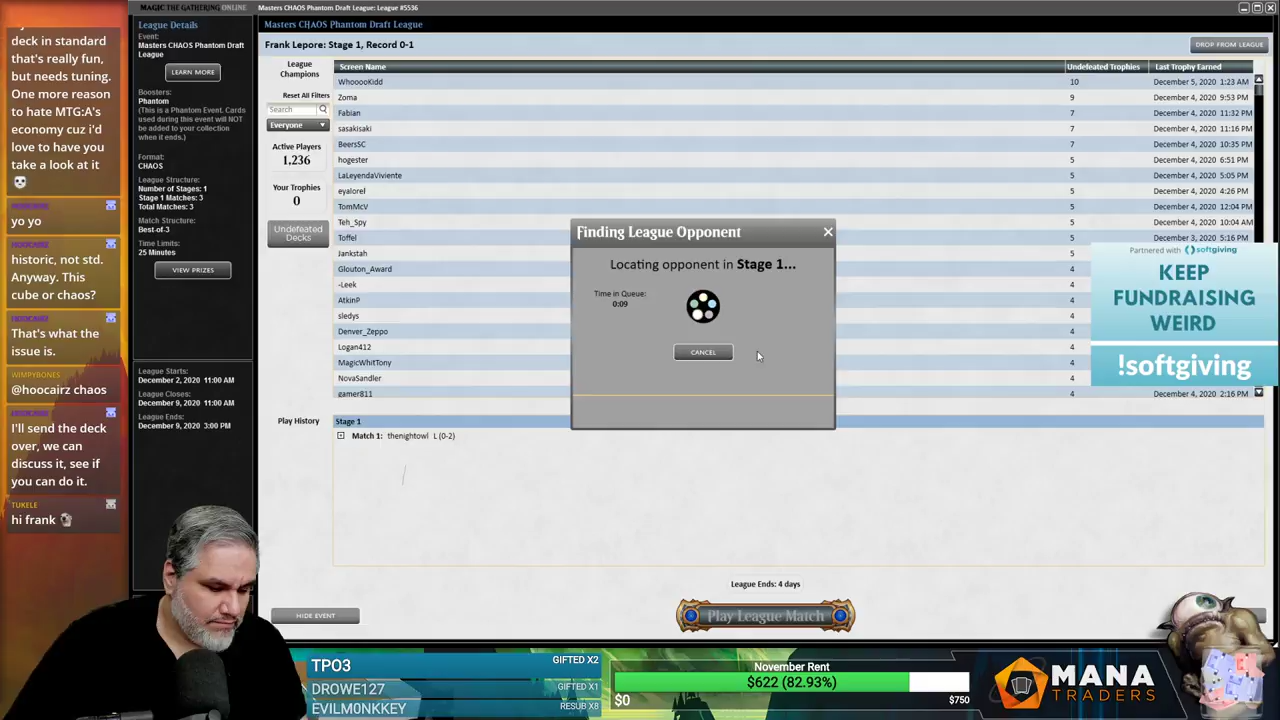 MAGIC THE GATHERING ONLINE
Masters CHAOS Phantom Draft League: League #5536
deck in standard
that's really fun,
but needs tuning.
One more reason
to hate MTG:A's
economy cuz i'd
love to have you
take a look at it
yo yo
historic, not std.
Anyway. This
cube or chaos?
That's what the
issue is.
WIMPYBONES
@hoocairz chaos
I'll send the deck
over, we can
discuss it, see if
you can do it.
TUKELE
hi frank
League Details
Event:
Masters CHAOS Phantom Draft
League
LEARN MORE
Boosters:
Phantom
(This is a Phantom Event. Cards
used during this event will NOT
be added to your collection
when it ends.)
Format:
CHAOS
League Structure:
Number of Stages: 1
Stage 1 Matches: 3
Total Matches: 3
Match Structure:
Best-of-3
Time Limits:
25 Minutes
VIEW PRIZES
League Starts:
December 2, 2020 11:00 AM
League Closes:
December 9, 2020 11:00 AM
League Ends:
December 9, 2020 3:00 PM
Masters CHAOS Phantom Draft League
Frank Lepore: Stage 1, Record 0-1
DROP FROM LEAGUE
League
Champions
Reset All Filters
Search
Everyone
Active Players
1,236
Your Trophies
0
Undefeated
Decks
Screen Name Undefeated Trophies Last Trophy Earned
WhooooKidd 10 December 5, 2020 1:23 AM
Zoma 9 December 4, 2020 9:53 PM
Fabian 7 December 4, 2020 11:32 PM
sasakisaki 7 December 4, 2020 11:16 PM
BeersSC 7 December 4, 2020 10:35 PM
hogester 5 December 4, 2020 6:51 PM
LaLeyendaViviente 5 December 4, 2020 5:05 PM
eyaloref 5 December 4, 2020 4:26 PM
TomMcV 5 December 4, 2020 12:04 PM
Teh_Spy 5 December 4, 2020 10:04 AM
Toffel 5 December 3, 2020 5:16 PM
Jankstah 5
Glouton_Award 4
-Leek 4
AtkinP 4
sledys 4
Denver_Zeppo 4
Logan412 4
MagicWhitTony 4
NovaSandler 4
gamer811 4 December 4, 2020 2:16 PM
Finding League Opponent
Locating opponent in Stage 1...
Time in Queue:
0:09
CANCEL
Partnered with softgiving
KEEP
FUNDRAISING
WEIRD
!softgiving
Play History
Stage 1
Match 1: thenightowl L (0-2)
League Ends: 4 days
HIDE EVENT
Play League Match
TPO3 GIFTED X2
DROWE127 GIFTED X1
EVILM0NKKEY RESUB X8
November Rent
$622 (82.93%)
$0 $750
MANA
TRADERS